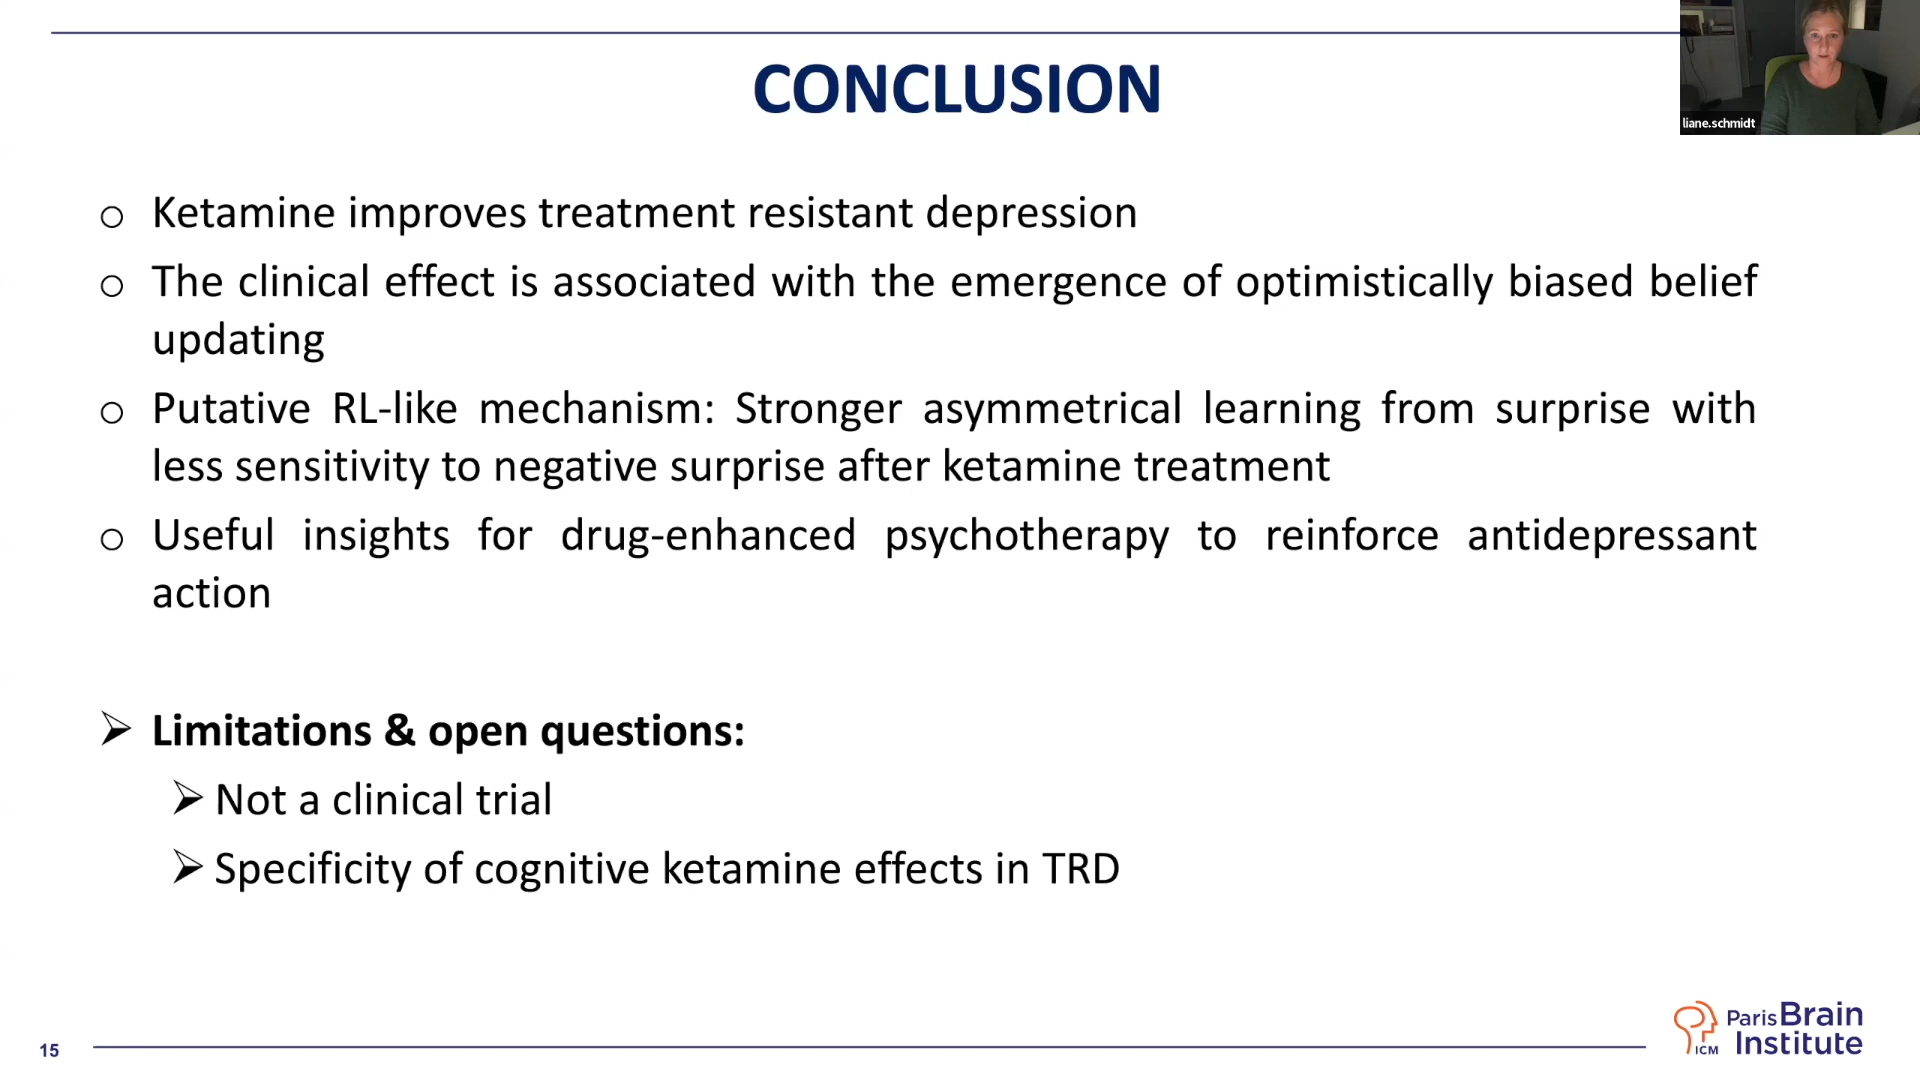 CONCLUSION
liane.schmidt
o Ketamine improves treatment resistant depression
o The clinical effect is associated with the emergence of optimistically biased belief
updating
o Putative RL-like mechanism: Stronger asymmetrical learning from surprise with
less sensitivity to negative surprise after ketamine treatment
o Useful insights for drug-enhanced psychotherapy to reinforce antidepressant
action
➢ Limitations & open questions:
➢ Not a clinical trial
➢ Specificity of cognitive ketamine effects in TRD
15
Paris Brain
Institute
ICM